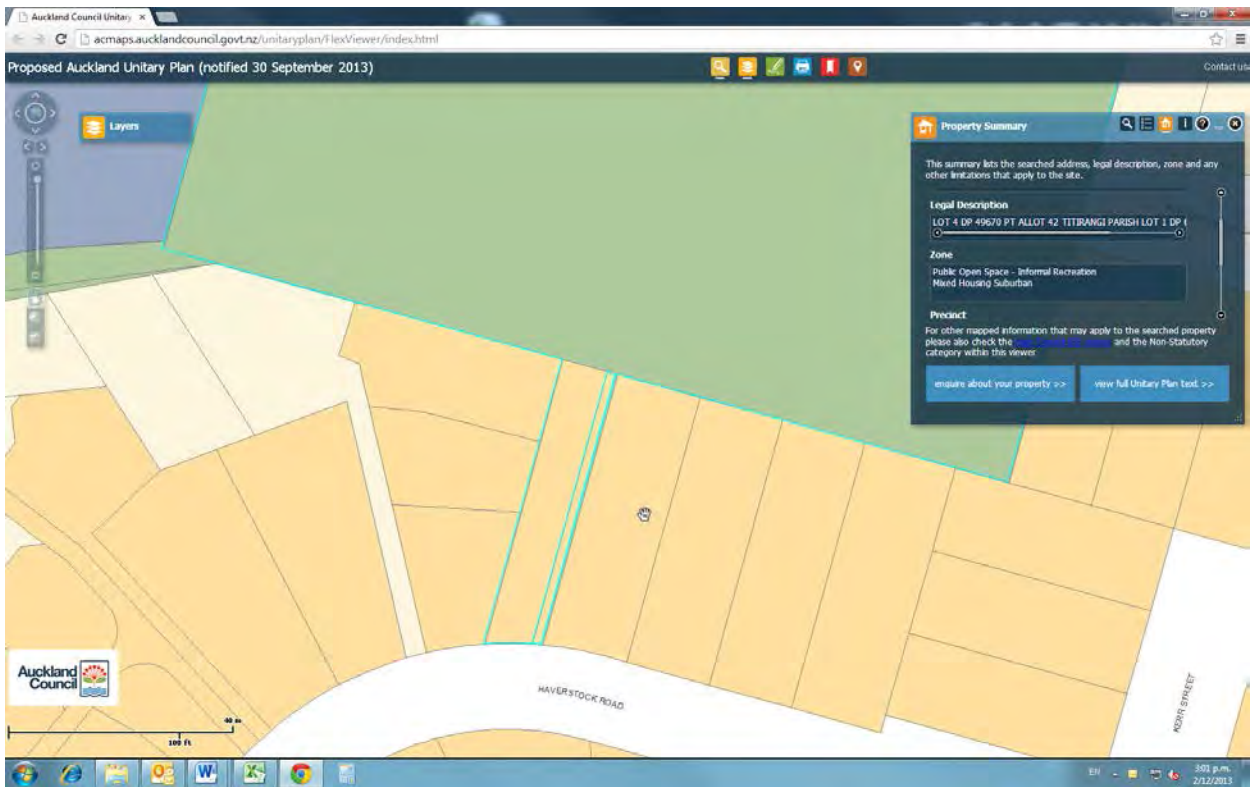 Auckland Council Unitary
acmaps.aucklandcouncil.govt.nz/unitaryplan/FlexViewer/index.html
Proposed Auckland Unitary Plan (notified 30 September 2013)
Contact us
Layers
Property Summary
This summary lists the searched address, legal description, zone and any
other limitations that apply to the site.
Legal Description
LOT 4 DP 49670 PT ALLOT 42 TITIRANGI PARISH LOT 1 DP
Zone
Public Open Space - Informal Recreation
Mixed Housing Suburban
Precinct
For other mapped information that may apply to the searched property
please also check the
and the Non-Statutory
category within this viewer
enquire about your property >>
view full Unitary Plan text >>
HAVERSTOCK ROAD
KERR STREET
Auckland
Council
40 m
100 ft
EN
3:01 p.m.
2/12/2013